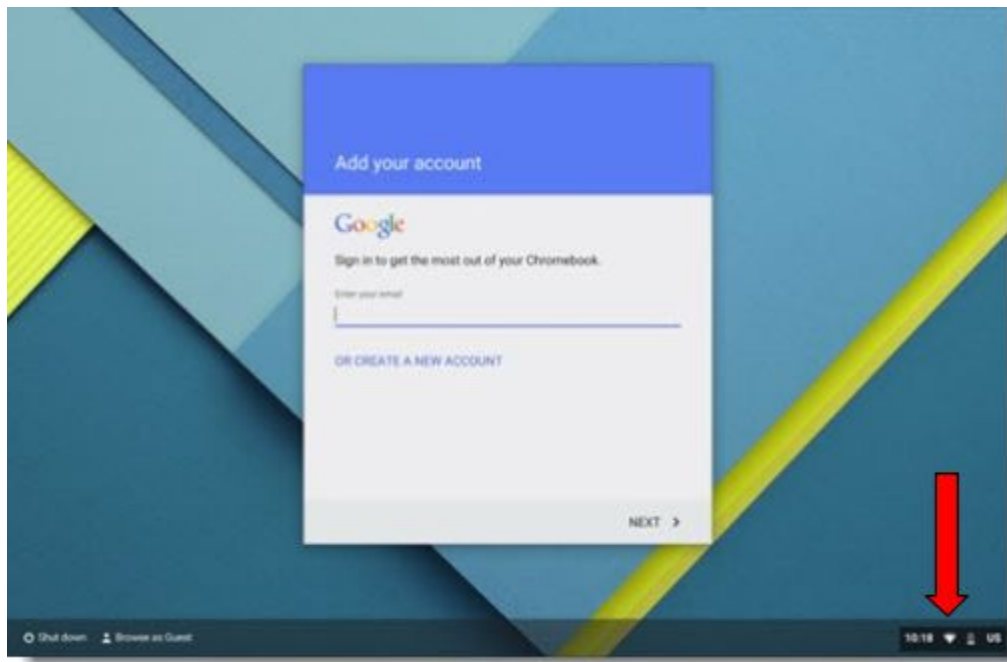 Add your account
Google
Sign in to get the most out of your Chromebook.
Enter your email
OR CREATE A NEW ACCOUNT
NEXT
Shut down Browse as Guest 10:18 US